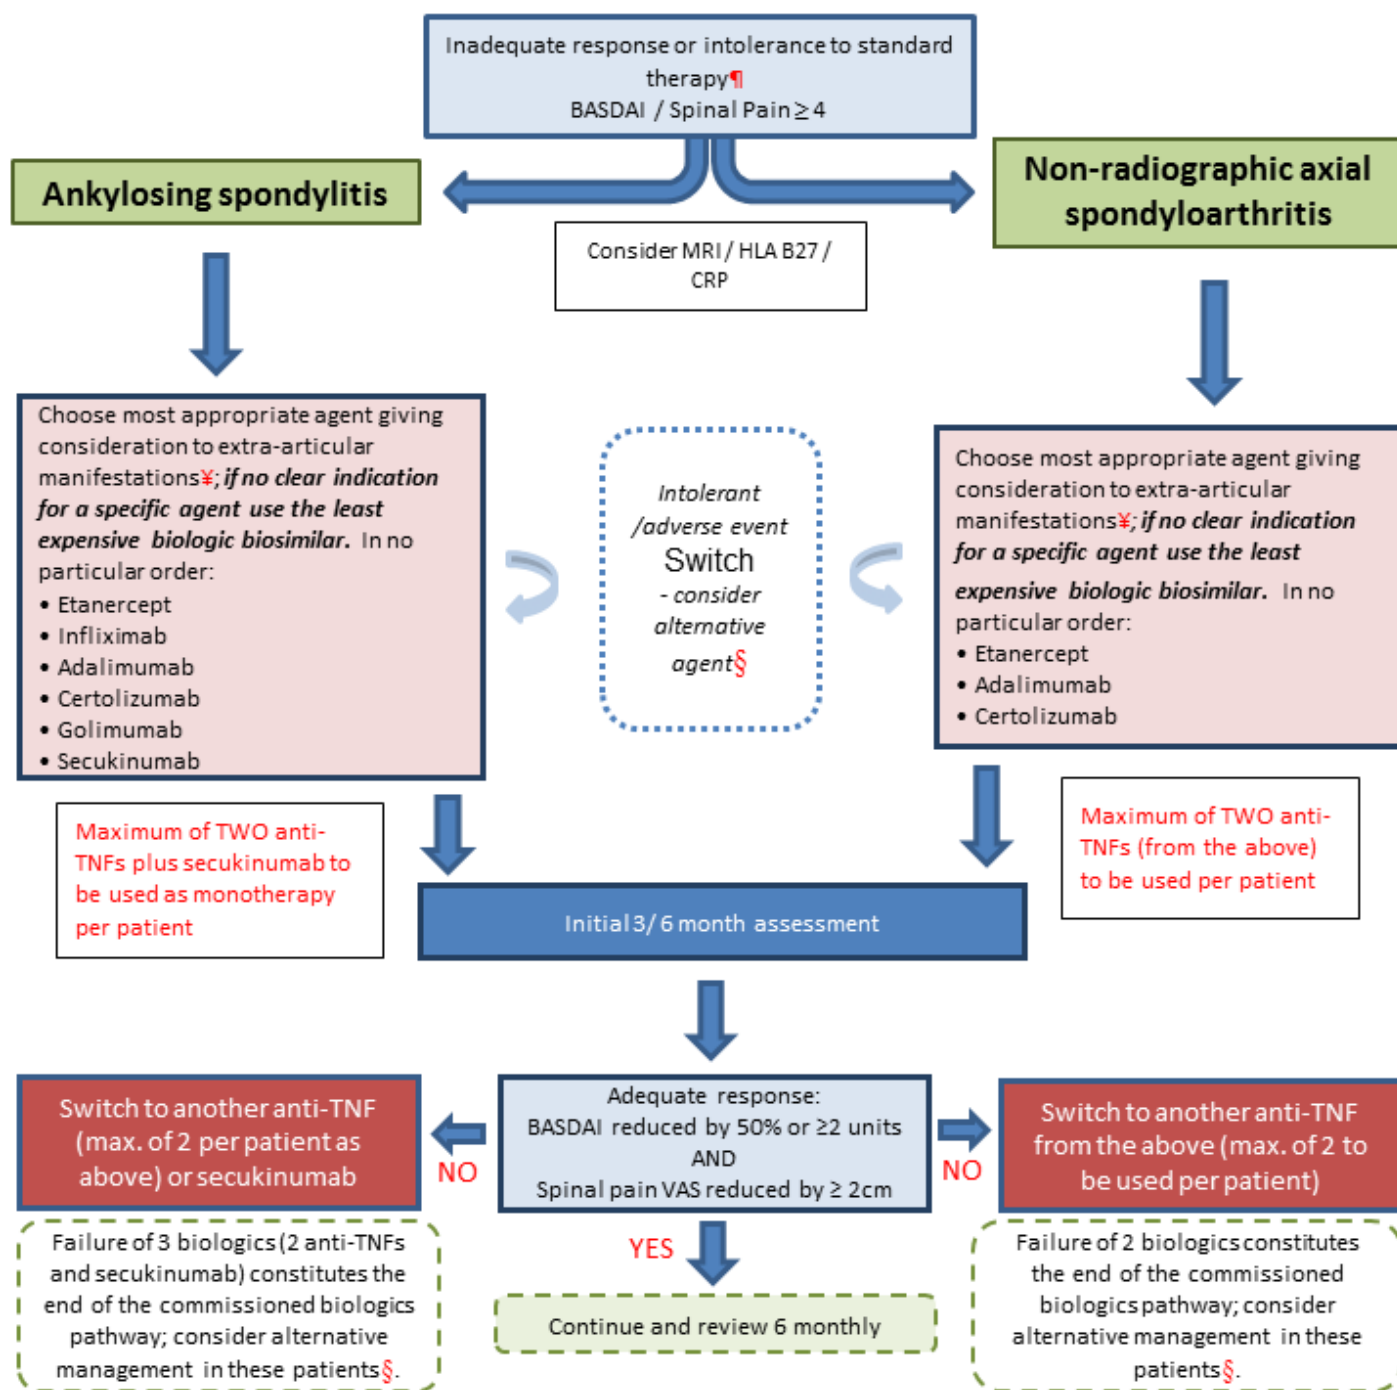 Inadequate response or intolerance to standard
therapy¶
BASDAI / Spinal Pain ≥ 4
Ankylosing spondylitis
Non-radiographic axial
spondyloarthritis
Consider MRI / HLA B27 /
CRP
Choose most appropriate agent giving
consideration to extra-articular
manifestations¥; if no clear indication
for a specific agent use the least
expensive biologic biosimilar. In no
particular order:
• Etanercept
• Infliximab
• Adalimumab
• Certolizumab
• Golimumab
• Secukinumab
Intolerant
/adverse event
Switch
- consider
alternative
agent§
Choose most appropriate agent giving
consideration to extra-articular
manifestations¥; if no clear indication
for a specific agent use the least
expensive biologic biosimilar. In no
particular order:
• Etanercept
• Adalimumab
• Certolizumab
Maximum of TWO anti-
TNFs plus secukinumab to
be used as monotherapy
per patient
Maximum of TWO anti-
TNFs (from the above)
to be used per patient
Initial 3/ 6 month assessment
Switch to another anti-TNF
(max. of 2 per patient as
above) or secukinumab
NO
Adequate response:
BASDAI reduced by 50% or ≥2 units
AND
Spinal pain VAS reduced by ≥ 2cm
NO
Switch to another anti-TNF
from the above (max. of 2 to
be used per patient)
YES
Failure of 3 biologics (2 anti-TNFs
and secukinumab) constitutes the
end of the commissioned biologics
pathway; consider alternative
management in these patients§.
Continue and review 6 monthly
Failure of 2 biologics constitutes
the end of the commissioned
biologics pathway; consider
alternative management in these
patients§.